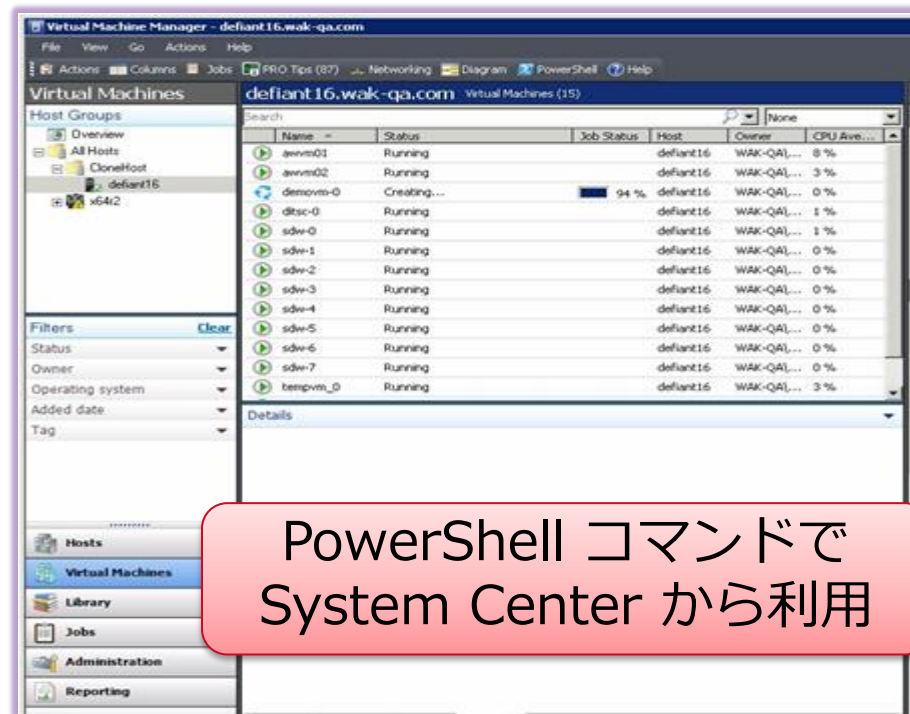 Virtual Machine Manager - defiant16.wak-qa.com
File View Go Actions Help
Actions Columns Jobs PRO Tips (87) Networking Diagram PowerShell Help
Virtual Machines
defiant16.wak-qa.com Virtual Machines (15)
Host Groups
Search
None
Overview
All Hosts
CloneHost
defiant16
x64r2
Name Status Job Status Host Owner CPU Ave...
awvm01 Running defiant16 WAK-QA\,... 8 %
awvm02 Running defiant16 WAK-QA\,... 3 %
demovm-0 Creating... 94 % defiant16 WAK-QA\,... 0 %
ditsc-0 Running defiant16 WAK-QA\,... 1 %
sdw-0 Running defiant16 WAK-QA\,... 1 %
sdw-1 Running defiant16 WAK-QA\,... 0 %
sdw-2 Running defiant16 WAK-QA\,... 0 %
sdw-3 Running defiant16 WAK-QA\,... 0 %
sdw-4 Running defiant16 WAK-QA\,... 0 %
sdw-5 Running defiant16 WAK-QA\,... 0 %
sdw-6 Running defiant16 WAK-QA\,... 0 %
sdw-7 Running defiant16 WAK-QA\,... 0 %
tempvm_0 Running defiant16 WAK-QA\,... 3 %
Filters Clear
Status
Owner
Operating system
Added date
Tag
Details
Hosts
Virtual Machines
Library
Jobs
Administration
Reporting
PowerShell コマンドで
System Center から利用